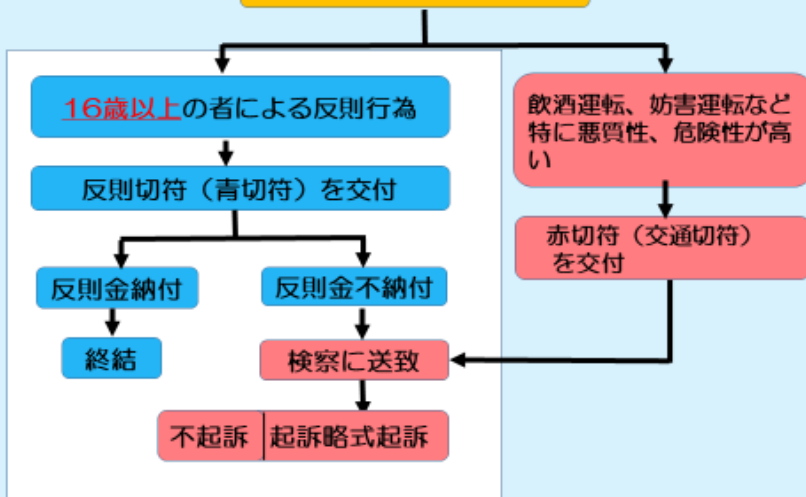 16歳以上の者による反則行為
飲酒運転、妨害運転など
特に悪質性、危険性が高
い
反則切符（青切符）を交付
赤切符（交通切符）
を交付
反則金納付
反則金不納付
終結
検察に送致
不起訴
起訴略式起訴